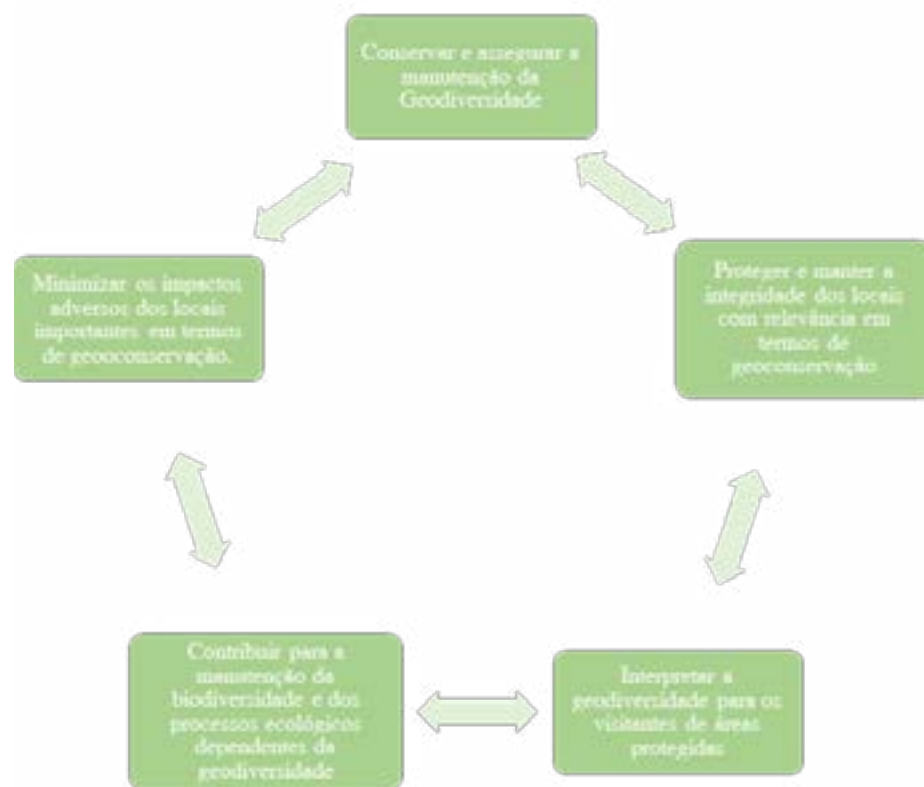 Conservar e assegurar a
manutenção da
Geodiversidade
Proteger e manter a
integridade dos locais
com relevância em
termos de
geoconservação
Interpretar a
geodiversidade para os
visitantes de áreas
protegidas
Contribuir para a
manutenção da
biodiversidade e dos
processos ecológicos
dependentes da
geodiversidade
Minimizar os impactos
adversos dos locais
importantes em termos
de geooconservação.